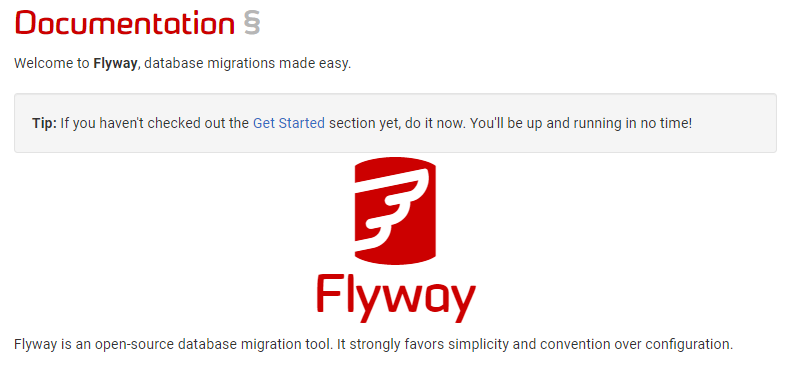 Documentation §
Welcome to Flyway, database migrations made easy.
Tip: If you haven't checked out the Get Started section yet, do it now. You'll be up and running in no time!
Flyway
Flyway is an open-source database migration tool. It strongly favors simplicity and convention over configuration.